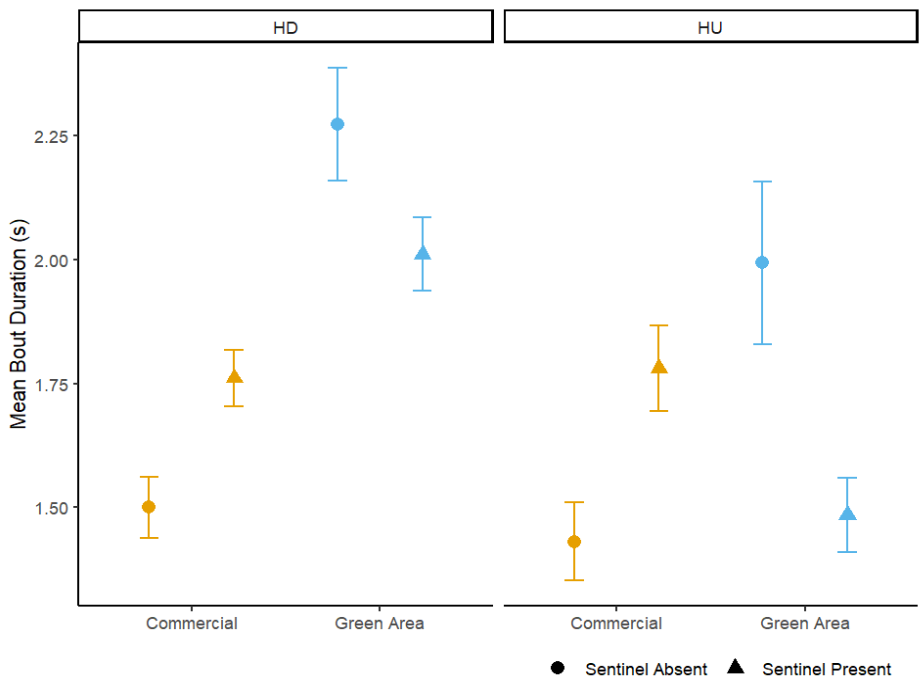 HD HU
Mean Bout Duration (s)
2.25
2.00
1.75
1.50
Commercial Green Area Commercial Green Area
Sentinel Absent Sentinel Present